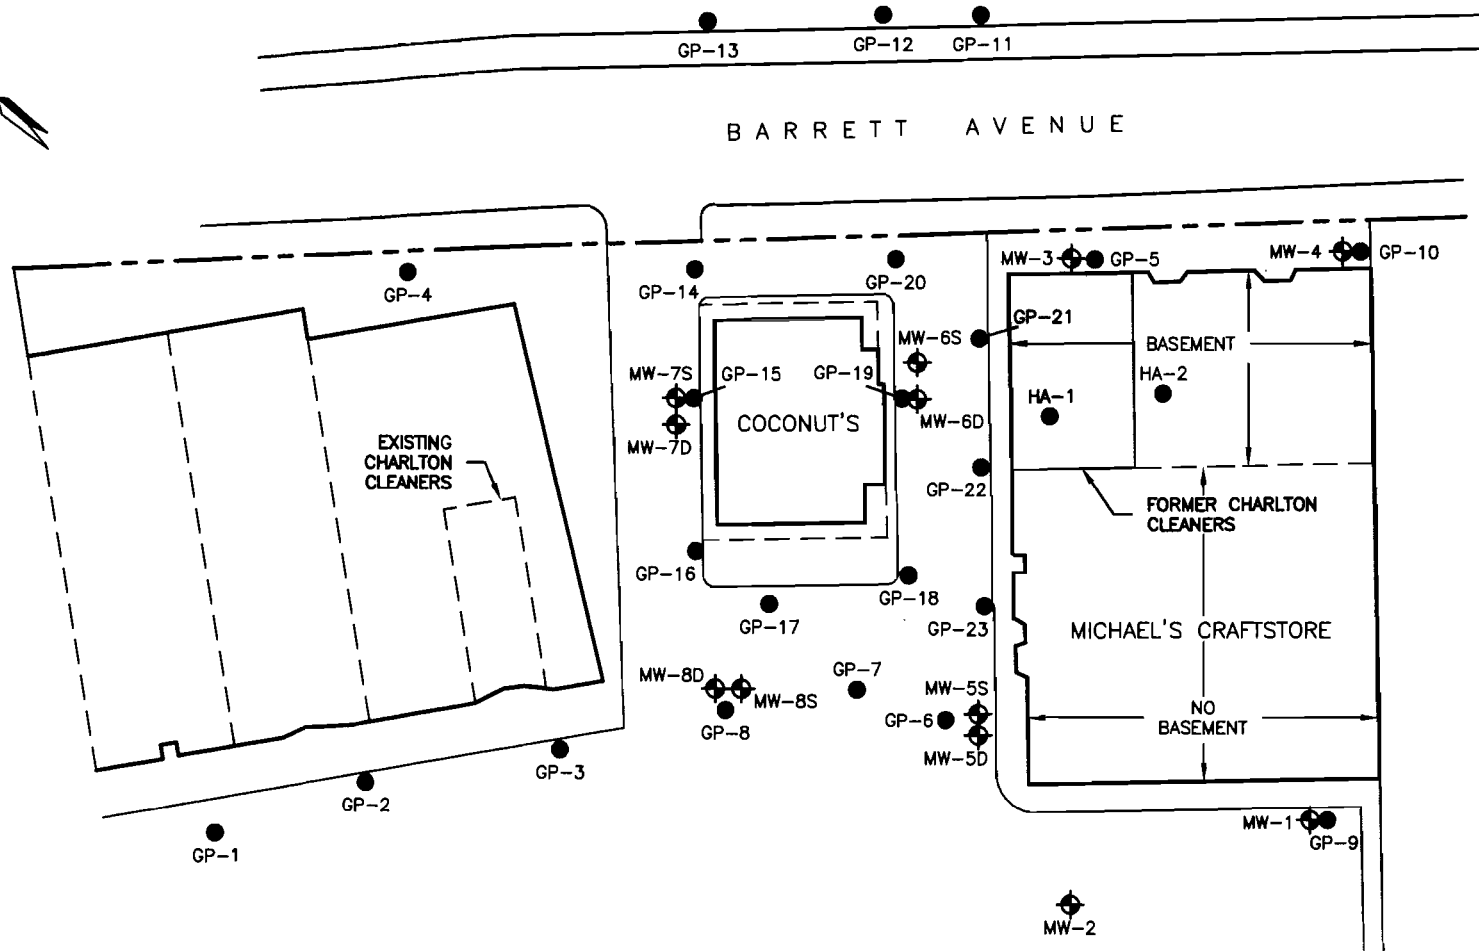 GP-13
GP-12
GP-11
BARRETT AVENUE
GP-4
GP-14
GP-20
MW-3
GP-5
MW-4
GP-10
GP-21
MW-6S
BASEMENT
MW-7S
GP-15
GP-19
HA-1
HA-2
COCONUT'S
MW-6D
MW-7D
EXISTING
CHARLTON
CLEANERS
GP-22
FORMER CHARLTON
CLEANERS
GP-16
GP-18
GP-17
GP-23
MICHAEL'S CRAFTSTORE
MW-8D
MW-8S
GP-7
MW-5S
GP-8
GP-6
NO
BASEMENT
MW-5D
GP-3
GP-2
GP-1
MW-1
GP-9
MW-2